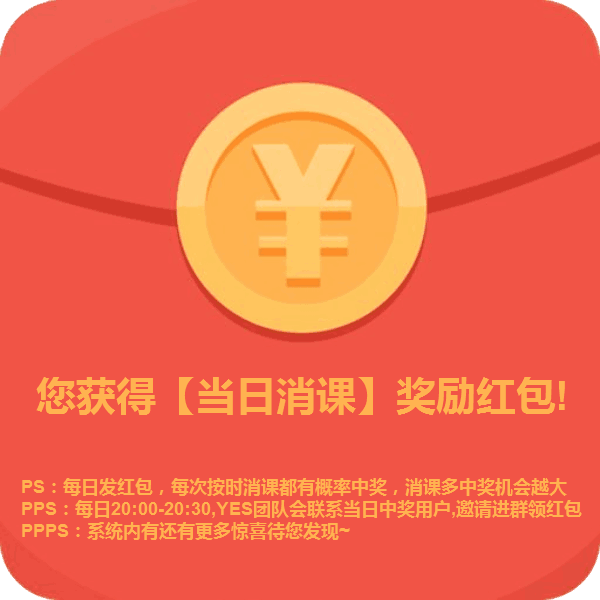 ¥
您获得【当日消课】奖励红包!
PS：每日发红包，每次按时消课都有概率中奖，消课多中奖机会越大
PPS：每日20:00-20:30,YES团队会联系当日中奖用户,邀请进群领红包
PPPS：系统内有还有更多惊喜待您发现~